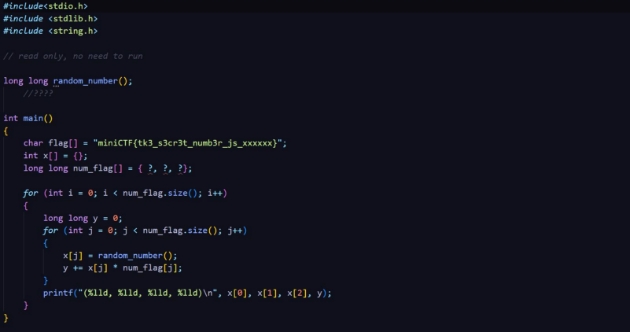 #include<stdio.h>
#include <stdlib.h>
#include <string.h>
// read only, no need to run
long long random_number();
//????
int main()
{
char flag[] = "miniCTF{tk3_s3cr3t_numb3r_js_xxxxxx}";
int x[] = {};
long long num_flag[] = { ?, ?, ?};
for (int i = 0; i < num_flag.size(); i++)
{
long long y = 0;
for (int j = 0; j < num_flag.size(); j++)
{
x[j] = random_number();
y += x[j] * num_flag[j];
}
printf("(%lld, %lld, %lld, %lld)\n", x[0], x[1], x[2], y);
}
}